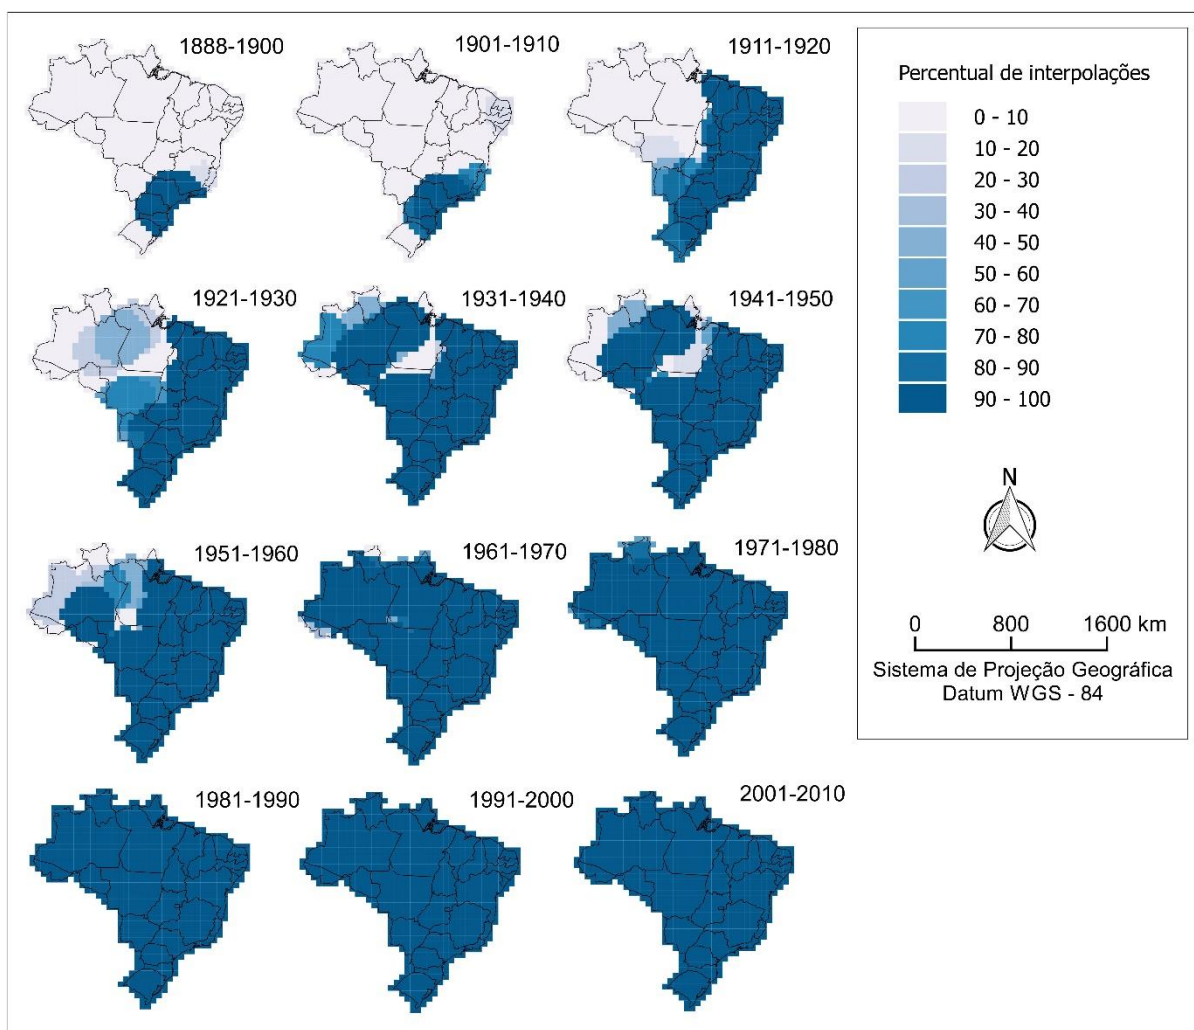 1888-1900
1901-1910
1911-1920
1921-1930
1931-1940
1941-1950
1951-1960
1961-1970
1971-1980
1981-1990
1991-2000
2001-2010
Percentual de interpolações
0 - 10
10 - 20
20 - 30
30 - 40
40 - 50
50 - 60
60 - 70
70 - 80
80 - 90
90 - 100
N
0 800 1600 km
Sistema de Projeção Geográfica
Datum WGS - 84